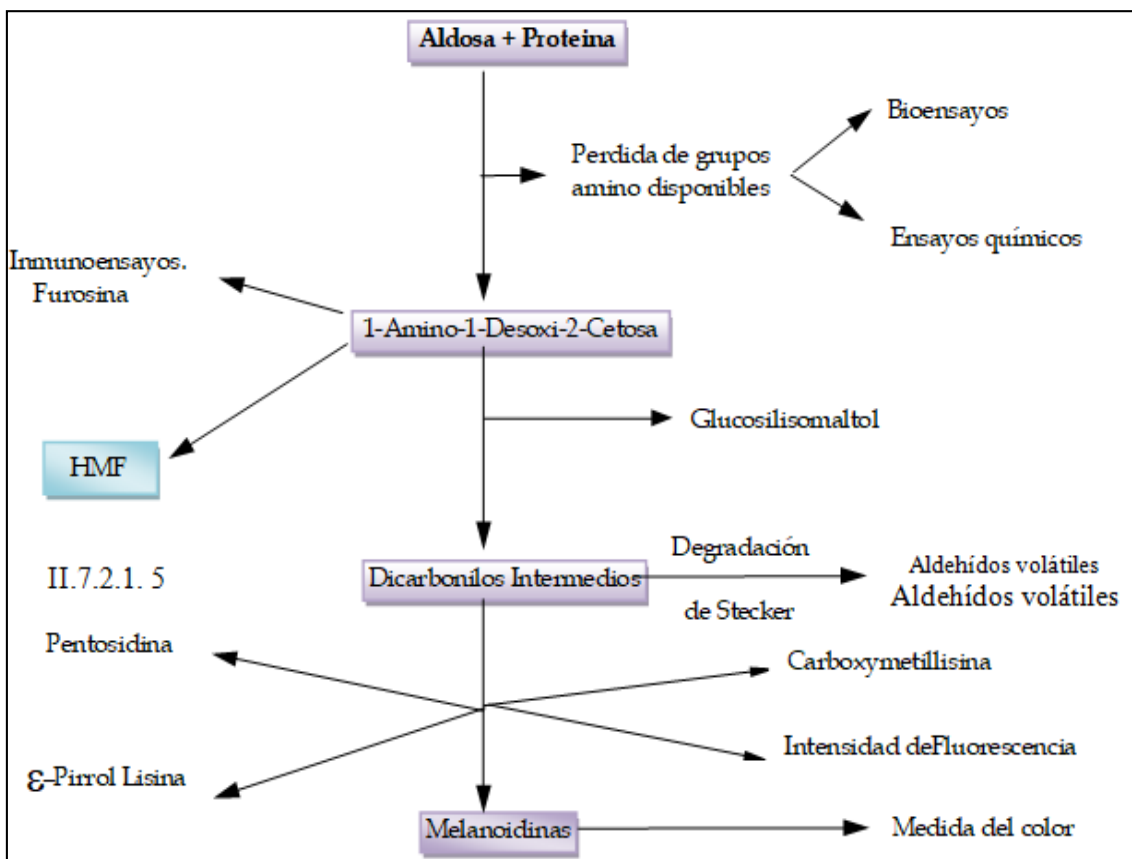 Aldosa + Proteina
Bioensayos
Perdida de grupos
amino disponibles
Ensayos químicos
Inmunoensayos.
Furosina
1-Amino-1-Desoxi-2-Cetosa
Glucosilisomaltol
HMF
Degradación
de Stecker
Dicarbonilos Intermedios
Aldehídos volátiles
Aldehídos volátiles
II.7.2.1. 5
Pentosidina
Carboxymetillisina
Intensidad deFluorescencia
ε-Pirrol Lisina
Melanoidinas
Medida del color